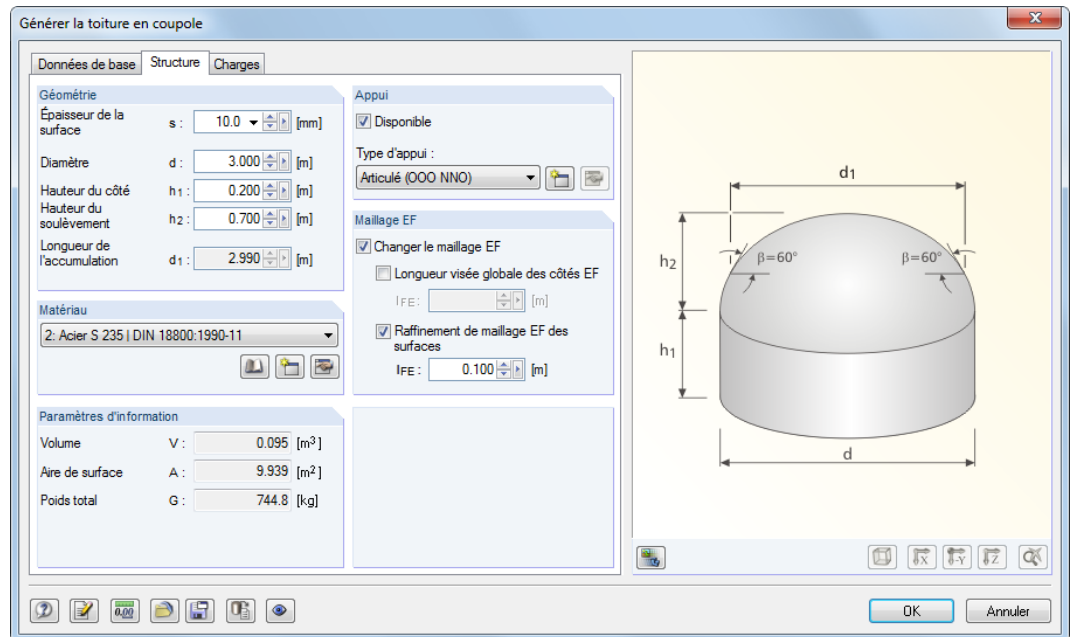 Générer la toiture en coupole
Données de base Structure Charges
Géométrie
Épaisseur de la
surface s : 10.0 [mm]
Diamètre d : 3.000 [m]
Hauteur du côté h1 : 0.200 [m]
Hauteur du
soulèvement h2 : 0.700 [m]
Longueur de
l'accumulation d1 : 2.990 [m]
Matériau
2: Acier S 235 | DIN 18800:1990-11
Paramètres d'information
Volume V : 0.095 [m3]
Aire de surface A : 9.939 [m2]
Poids total G : 744.8 [kg]
Appui
Disponible
Type d'appui :
Articulé (OOO NNO)
Maillage EF
Changer le maillage EF
Longueur visée globale des côtés EF
lFE : [m]
Raffinement de maillage EF des
surfaces
lFE : 0.100 [m]
d1
h2 β=60° β=60°
h1
d
X -Y Z
0.00
OK Annuler